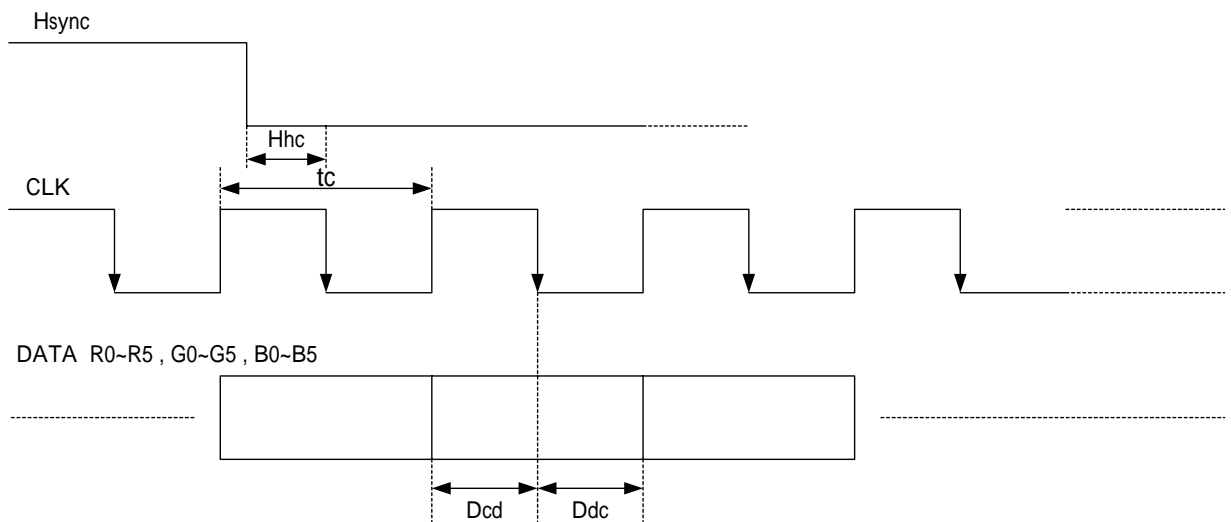 Hsync
Hhc
tc
CLK
DATA R0~R5 , G0~G5 , B0~B5
Dcd Ddc